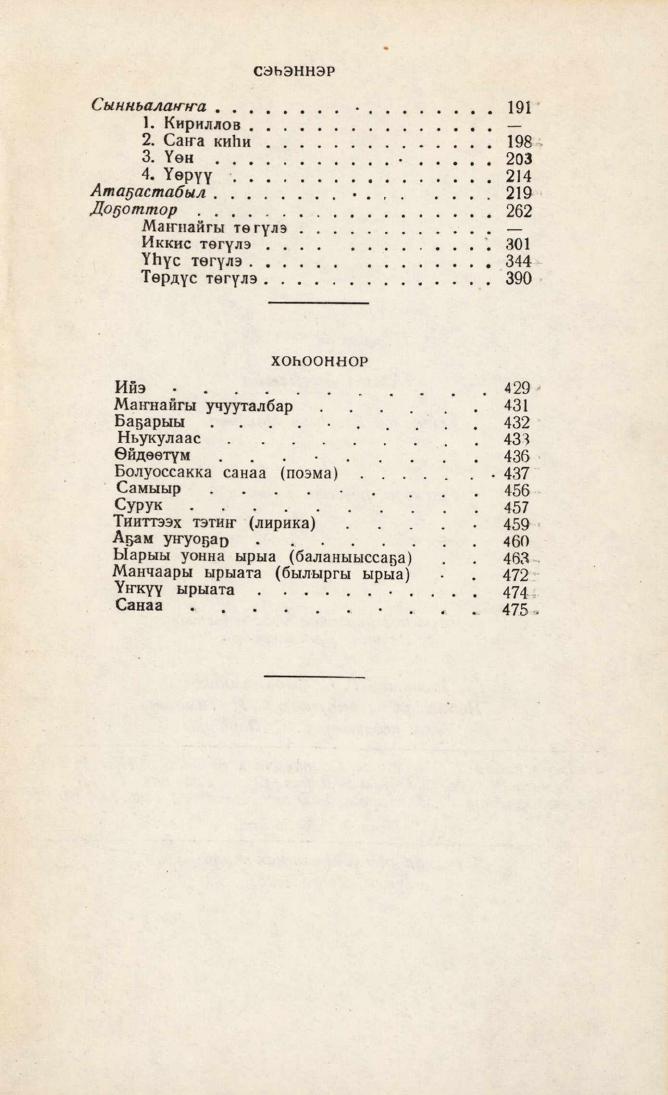 СЭҺЭННЭР
Сынньалаҥҥа . . . . . . . . . . . . . . . . . 191
1. Кириллов . . . . . . . . . . . . . . —
2. Саҥа киһи . . . . . . . . . . . . . 198
3. Үөн . . . . . . . . . . . . . . . . 203
4. Үөрүү . . . . . . . . . . . . . . . 214
Атаҕастабыл . . . . . . . . . . . . . . . . . 219
Доҕоттор . . . . . . . . . . . . . . . . . . 262
Маҥнайгы төгүлэ . . . . . . . . . . . —
Иккис төгүлэ . . . . . . . . . . . . . 301
Үһүс төгүлэ . . . . . . . . . . . . . 344
Төрдүс төгүлэ . . . . . . . . . . . . 390
ХОҺООННОР
Ийэ . . . . . . . . . . . 429
Маҥнайгы учууталбар . . . . . 431
Баҕарыы . . . . . . . . . 432
Ньукулаас . . . . . . . . 433
Өйдөөтүм . . . . . . . . . 436
Болуоссакка санаа (поэма) . . . . . . . 437
Самыыр . . . . . . . . . 456
Сурук . . . . . . . . . . 457
Тииттээх тэтиҥ (лирика) . . . . . 459
Аҕам уҥуоҕар . . . . . . . . 460
Ыарыы уонна ырыа (баланыыссаҕа) . . 463
Манчаары ырыата (былыргы ырыа) . . 472
Үҥкүү ырыата . . . . . . . . 474
Санаа . . . . . . . . . . 475